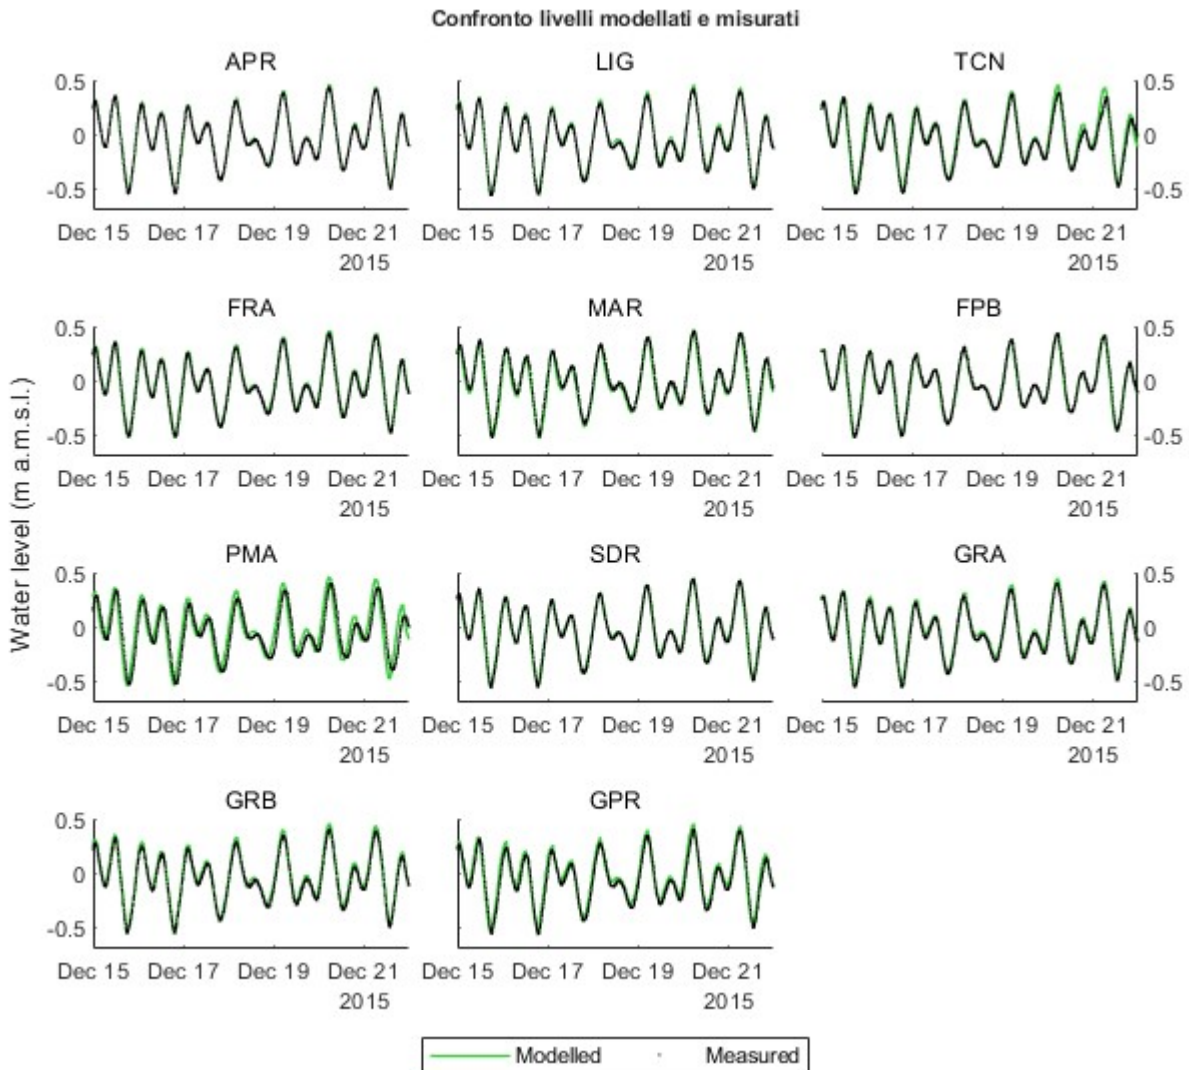 Confronto livelli modellati e misurati
APR LIG TCN
0.5 0.5
0 0
-0.5 -0.5
Dec 15 Dec 17 Dec 19 Dec 21 Dec 15 Dec 17 Dec 19 Dec 21 Dec 15 Dec 17 Dec 19 Dec 21
2015 2015 2015
FRA MAR FPB
0.5 0.5
0 0
-0.5 -0.5
Dec 15 Dec 17 Dec 19 Dec 21 Dec 15 Dec 17 Dec 19 Dec 21 Dec 15 Dec 17 Dec 19 Dec 21
2015 2015 2015
Water level (m a.m.s.l.)
PMA SDR GRA
0.5 0.5
0 0
-0.5 -0.5
Dec 15 Dec 17 Dec 19 Dec 21 Dec 15 Dec 17 Dec 19 Dec 21 Dec 15 Dec 17 Dec 19 Dec 21
2015 2015 2015
GRB GPR
0.5
0
-0.5
Dec 15 Dec 17 Dec 19 Dec 21 Dec 15 Dec 17 Dec 19 Dec 21
2015 2015
Modelled Measured